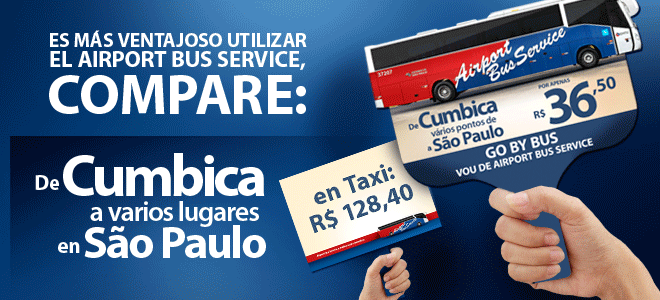 ES MÁS VENTAJOSO UTILIZAR
EL AIRPORT BUS SERVICE,
COMPARE:
De Cumbica
a varios lugares
en São Paulo
en Taxi:
R$ 128,40
37207
Airport
Bus Service
POR APENAS
De Cumbica
vários pontos de
a São Paulo
R$ 36,50
GO BY BUS
VOU DE AIRPORT BUS SERVICE